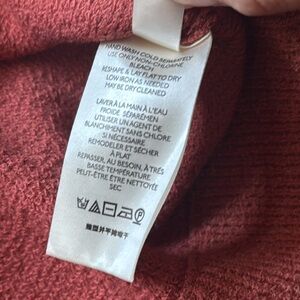 HAND WASH COLD SEPARATELY
USE ONLY NON-CHLORINE
BLEACH
RESHAPE & LAY FLAT TO DRY
LOW IRON AS NEEDED
MAY BE DRY CLEANED
LAVER À LA MAIN À L'EAU
FROIDE SÉPARÉMEN
UTILISER UN AGENT DE
BLANCHIMENT SANS CHLORE
SI NÉCESSAIRE
REMODELER ET SÉCHER
À PLAT
REPASSER, AU BESOIN, À TRÈS
BASSE TEMPÉRATURE
PEUT-ÊTRE ÊTRE NETTOYÉE
SEC